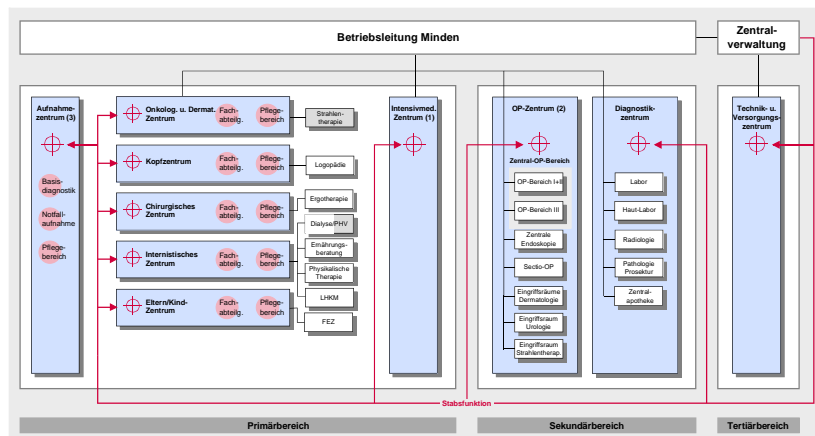 Betriebsleitung Minden
Zentral-
verwaltung
Aufnahme-
zentrum (3)
Basis-
diagnostik
Notfall-
aufnahme
Pflege-
bereich
Onkolog. u. Dermat.
Zentrum
Fach-
abteilg.
Pflege-
bereich
Strahlen-
therapie
Kopfzentrum
Fach-
abteilg.
Pflege-
bereich
Logopädie
Chirurgisches
Zentrum
Fach-
abteilg.
Pflege-
bereich
Ergotherapie
Dialyse/PHV
Internistisches
Zentrum
Fach-
abteilg.
Pflege-
bereich
Ernährungs-
beratung
Physikalische
Therapie
LHKM
Eltern/Kind-
Zentrum
Fach-
abteilg.
Pflege-
bereich
FEZ
Intensivmed.
Zentrum (1)
OP-Zentrum (2)
Zentral-OP-Bereich
OP-Bereich I+II
OP-Bereich III
Zentrale
Endoskopie
Sectio-OP
Eingriffsräume
Dermatologie
Eingriffsraum
Urologie
Eingriffsraum
Strahlentherap.
Diagnostik-
zentrum
Labor
Haut-Labor
Radiologie
Pathologie
Prosektur
Zentral-
apotheke
Technik- u.
Versorgungs-
zentrum
Stabsfunktion
Primärbereich
Sekundärbereich
Tertiärbereich